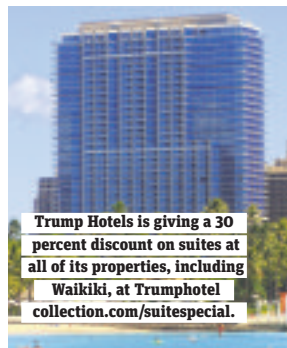 Trump Hotels is giving a 30
percent discount on suites at
all of its properties, including
Waikiki, at Trumphotel
collection.com/suitespecial.